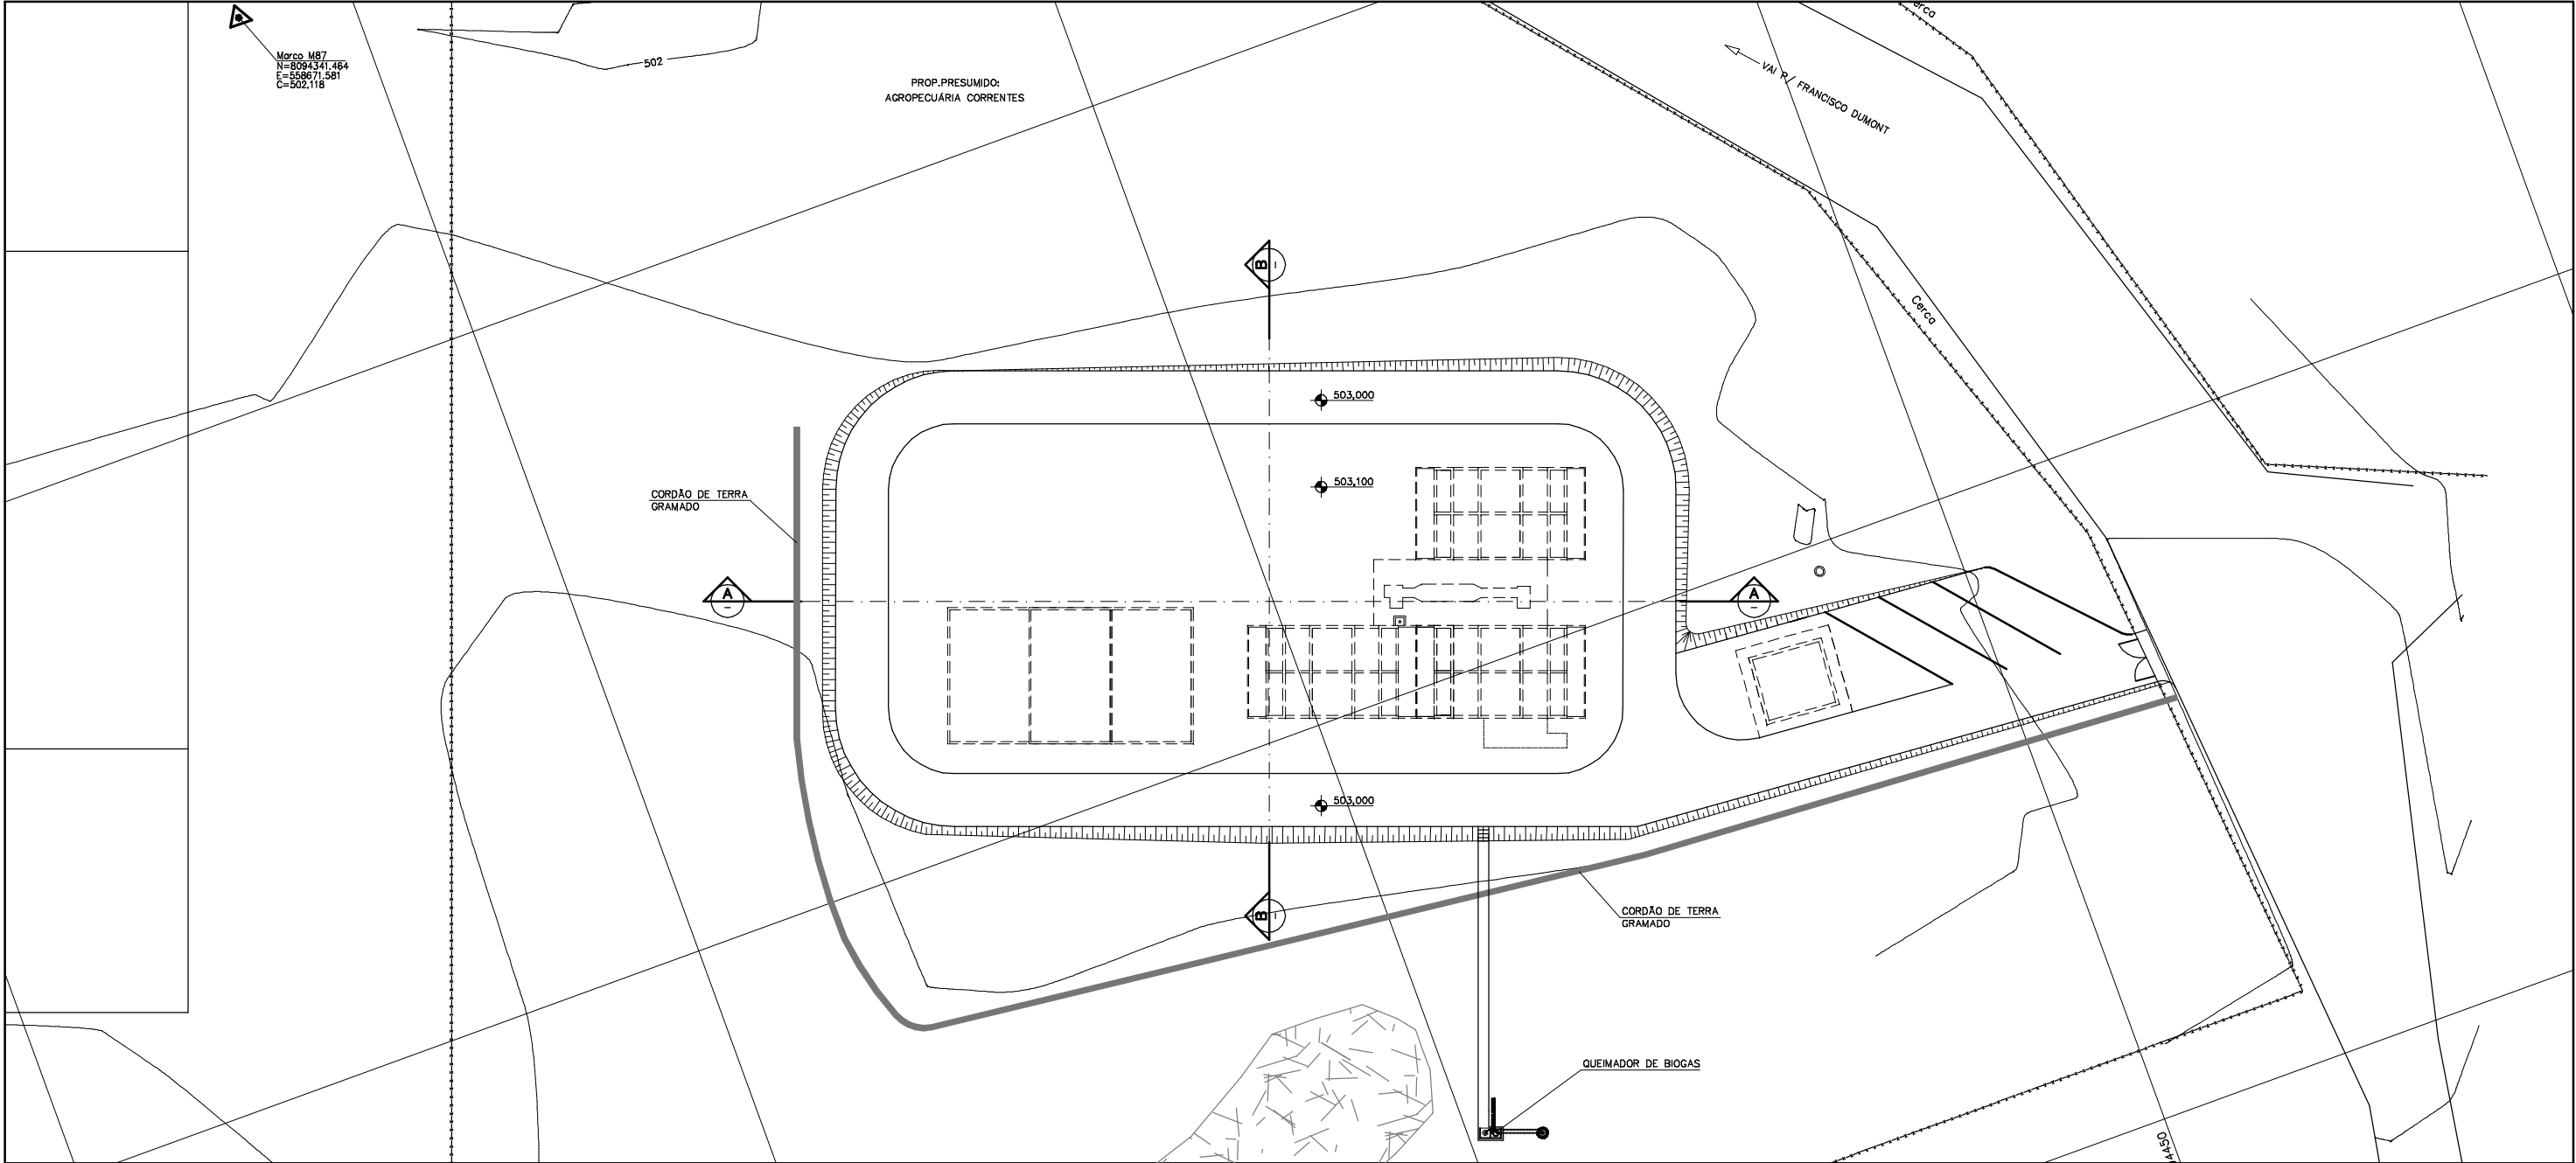 Marco M87
N=8094341.464
E=558671.581
C=502,118
502
PROP.PRESUMIDO:
AGROPECUÁRIA CORRENTES
VAI P/ FRANCISCO DUMONT
Cerca
B
503,000
503,100
CORDÃO DE TERRA
GRAMADO
A
A
503,000
B
CORDÃO DE TERRA
GRAMADO
QUEIMADOR DE BIOGAS